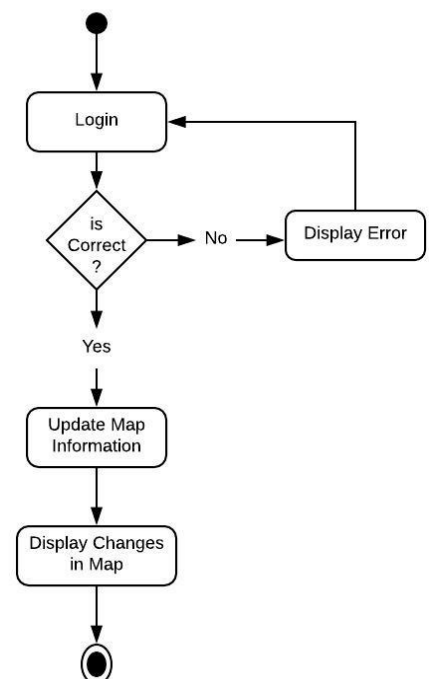 Login
is
Correct
?
No
Display Error
Yes
Update Map
Information
Display Changes
in Map